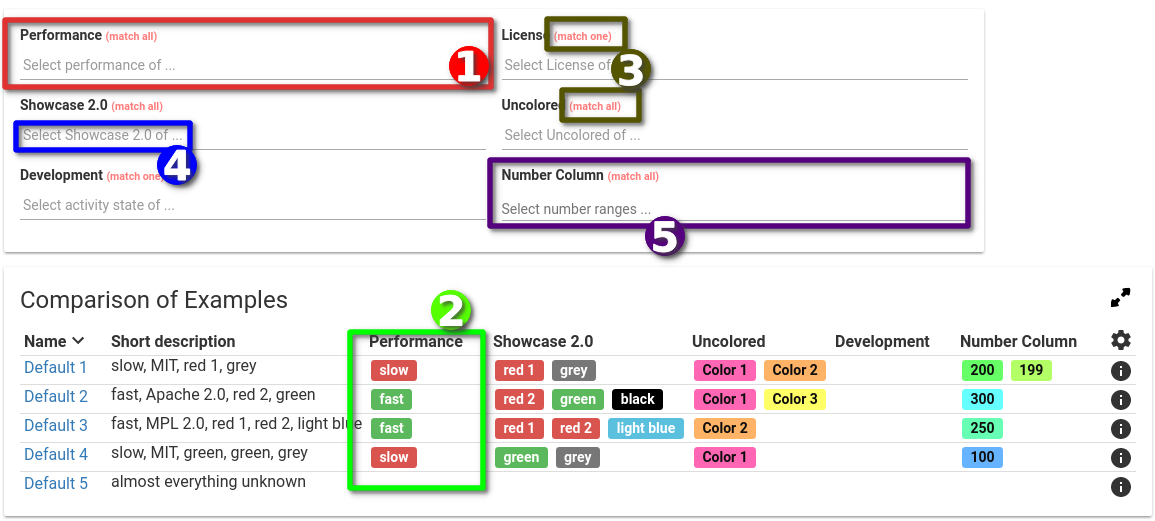 Performance (match all)
License (match one)
1
Select performance of ...
Select License of
3
Showcase 2.0 (match all)
Uncolored (match all)
Select Showcase 2.0 of ...
Select Uncolored of ...
4
Development (match one)
Number Column (match all)
Select activity state of ...
Select number ranges ...
5
Comparison of Examples
2
Name Short description Performance Showcase 2.0 Uncolored Development Number Column
Default 1 slow, MIT, red 1, grey slow red 1 grey Color 1 Color 2 200 199
Default 2 fast, Apache 2.0, red 2, green fast red 2 green black Color 1 Color 3 300
Default 3 fast, MPL 2.0, red 1, red 2, light blue fast red 1 red 2 light blue Color 2 250
Default 4 slow, MIT, green, green, grey slow green grey Color 1 100
Default 5 almost everything unknown